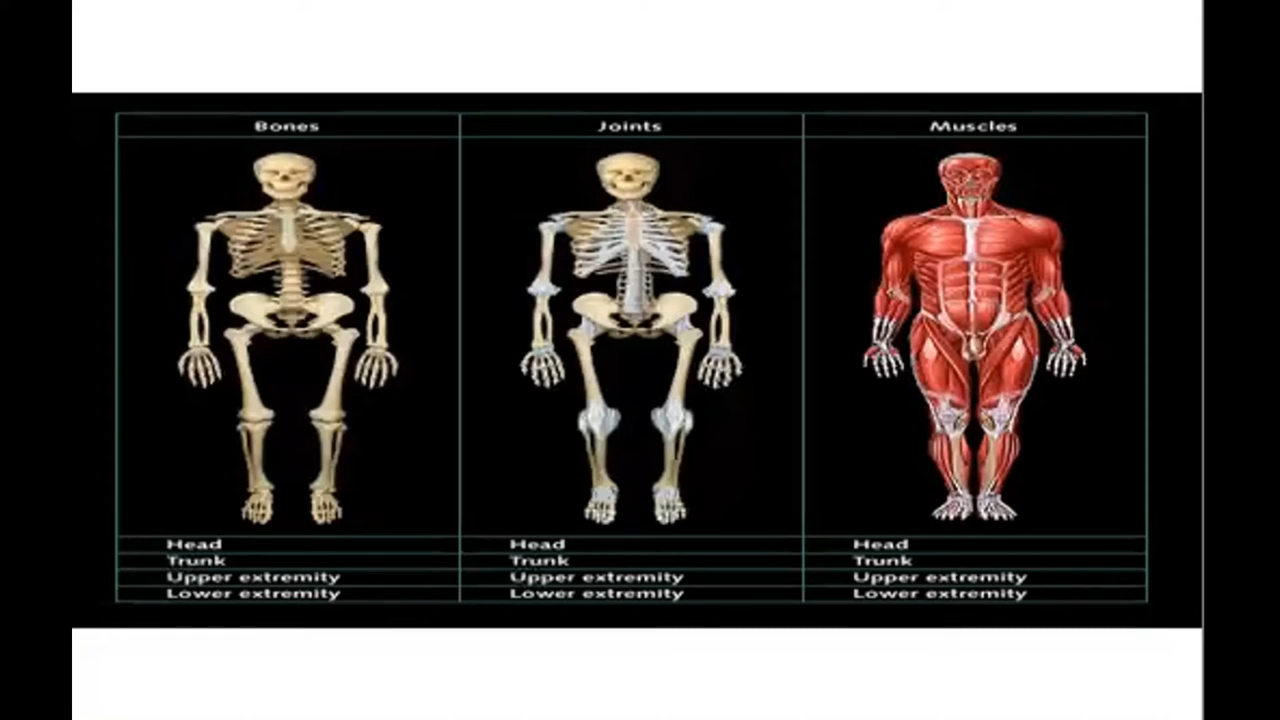 Bones Joints Muscles
Head Head Head
Trunk Trunk Trunk
Upper extremity Upper extremity Upper extremity
Lower extremity Lower extremity Lower extremity